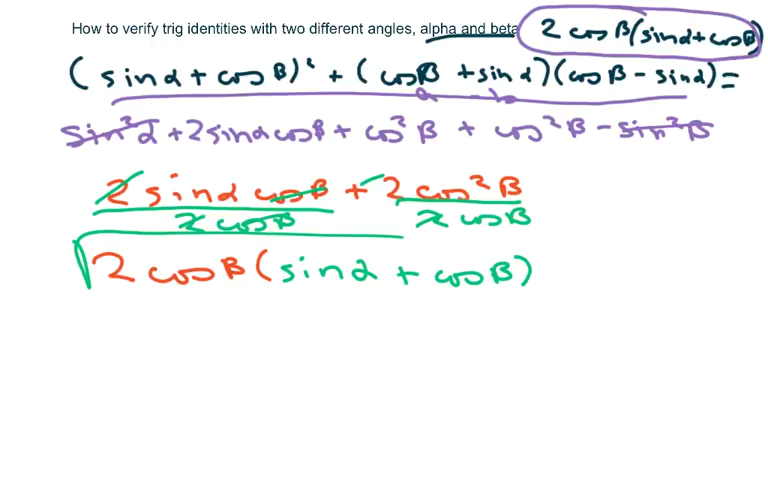 How to verify trig identities with two different angles, alpha and beta 2 cos β(sin α + cos β)
(sin α + cos β)² + (cos β + sin α)(cos β - sin α) =
sin² α + 2 sin α cos β + cos² β + cos² β - sin² β
2 sin α cos β + 2 cos² β
2 cos β 2 cos β
2 cos β (sin α + cos β)